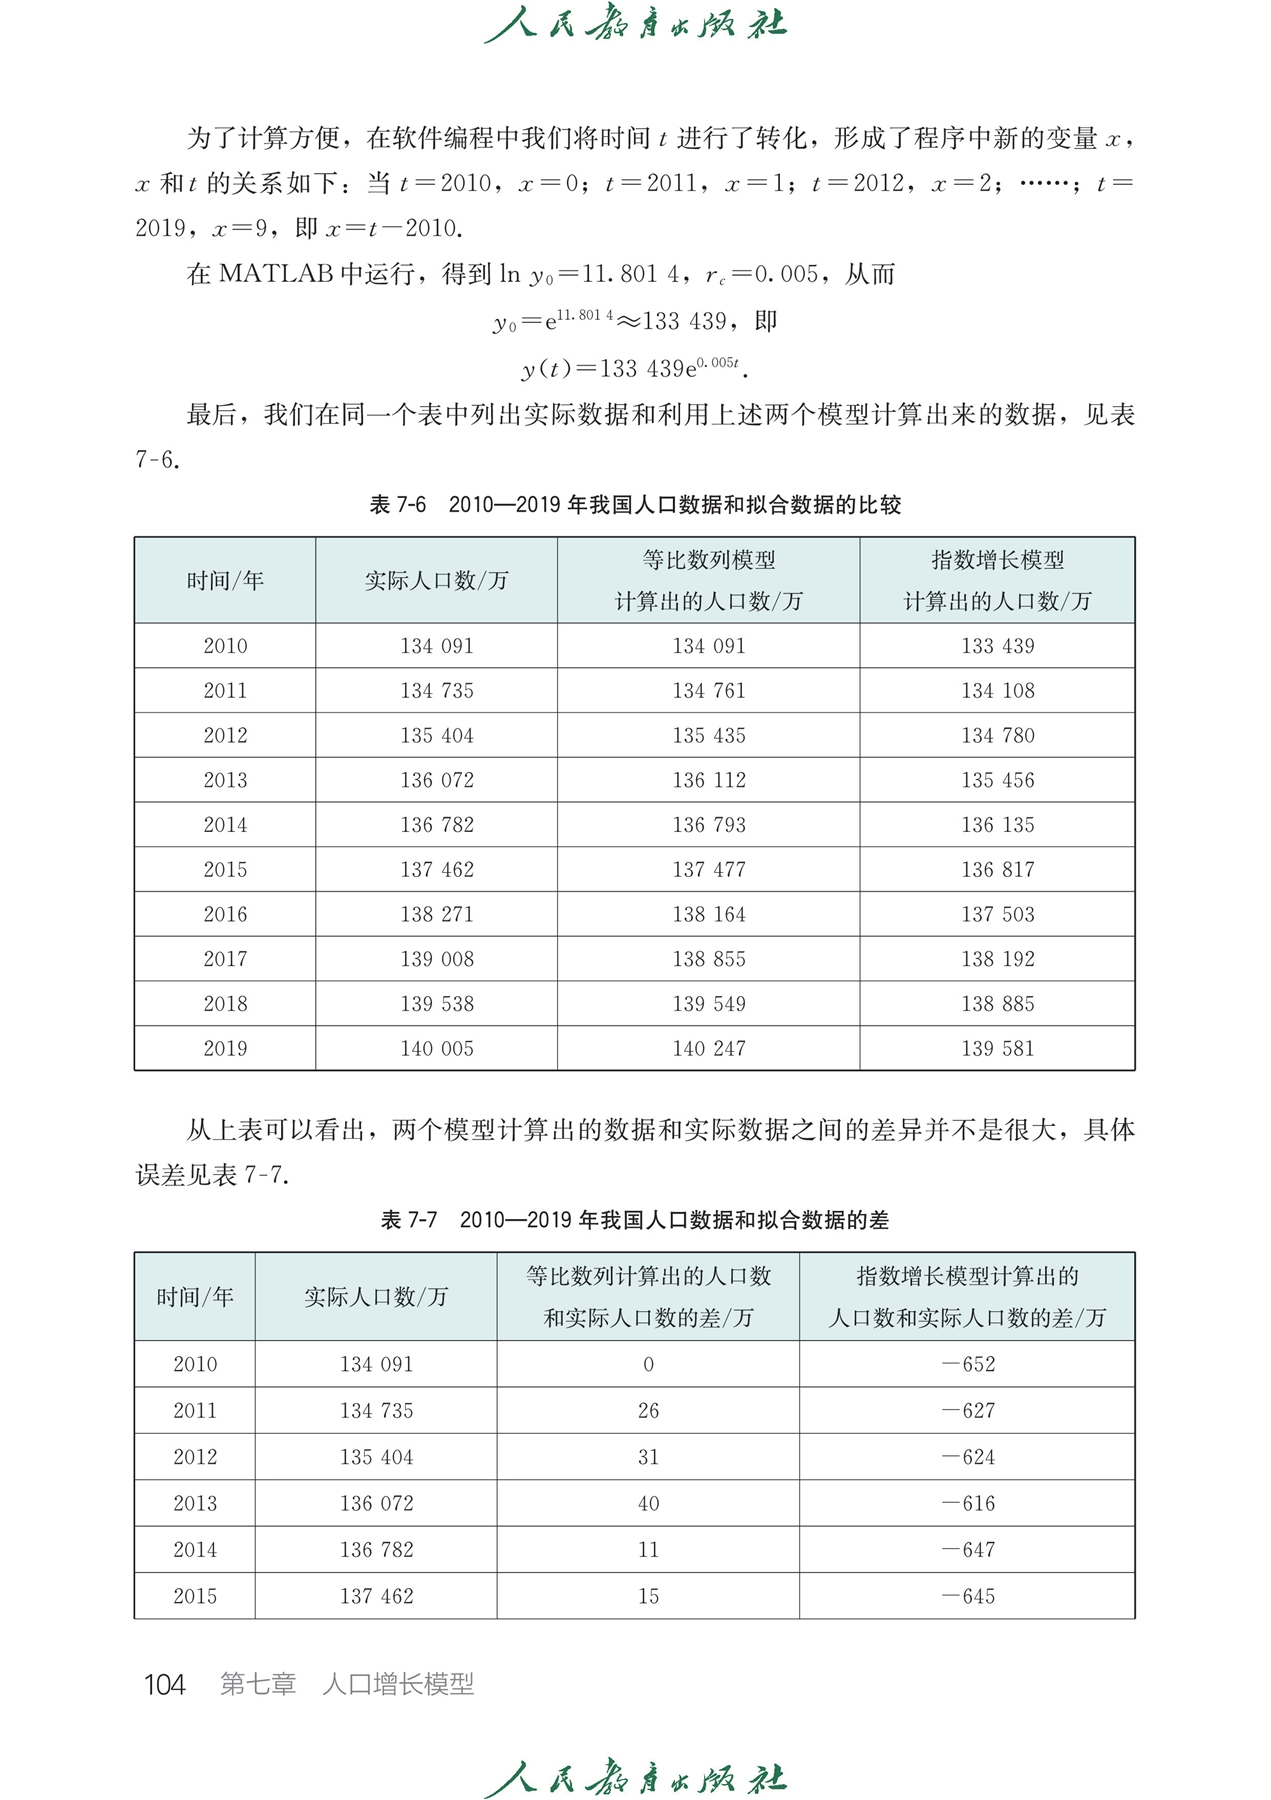 人民教育出版社
为了计算方便，在软件编程中我们将时间 t 进行了转化，形成了程序中新的变量 x，
x 和 t 的关系如下：当 t＝2010，x＝0；t＝2011，x＝1；t＝2012，x＝2；……；t＝
2019，x＝9，即 x＝t－2010.
在 MATLAB 中运行，得到 ln y₀＝11.801 4，r_c＝0.005，从而
y₀＝e^{11.801 4}≈133 439，即
y(t)＝133 439e^{0.005t}.
最后，我们在同一个表中列出实际数据和利用上述两个模型计算出来的数据，见表
7-6.
表 7-6 2010—2019 年我国人口数据和拟合数据的比较
时间/年 实际人口数/万 等比数列模型 计算出的人口数/万 指数增长模型 计算出的人口数/万
2010 134 091 134 091 133 439
2011 134 735 134 761 134 108
2012 135 404 135 435 134 780
2013 136 072 136 112 135 456
2014 136 782 136 793 136 135
2015 137 462 137 477 136 817
2016 138 271 138 164 137 503
2017 139 008 138 855 138 192
2018 139 538 139 549 138 885
2019 140 005 140 247 139 581
从上表可以看出，两个模型计算出的数据和实际数据之间的差异并不是很大，具体
误差见表 7-7.
表 7-7 2010—2019 年我国人口数据和拟合数据的差
时间/年 实际人口数/万 等比数列计算出的人口数 和实际人口数的差/万 指数增长模型计算出的 人口数和实际人口数的差/万
2010 134 091 0 －652
2011 134 735 26 －627
2012 135 404 31 －624
2013 136 072 40 －616
2014 136 782 11 －647
2015 137 462 15 －645
104 第七章 人口增长模型
人民教育出版社